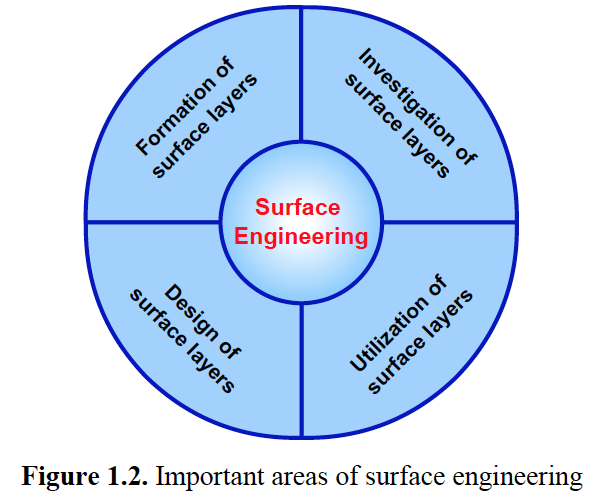 Formation of
surface layers
Investigation of
surface layers
Surface
Engineering
Design of
surface layers
Utilization of
surface layers
Figure 1.2. Important areas of surface engineering